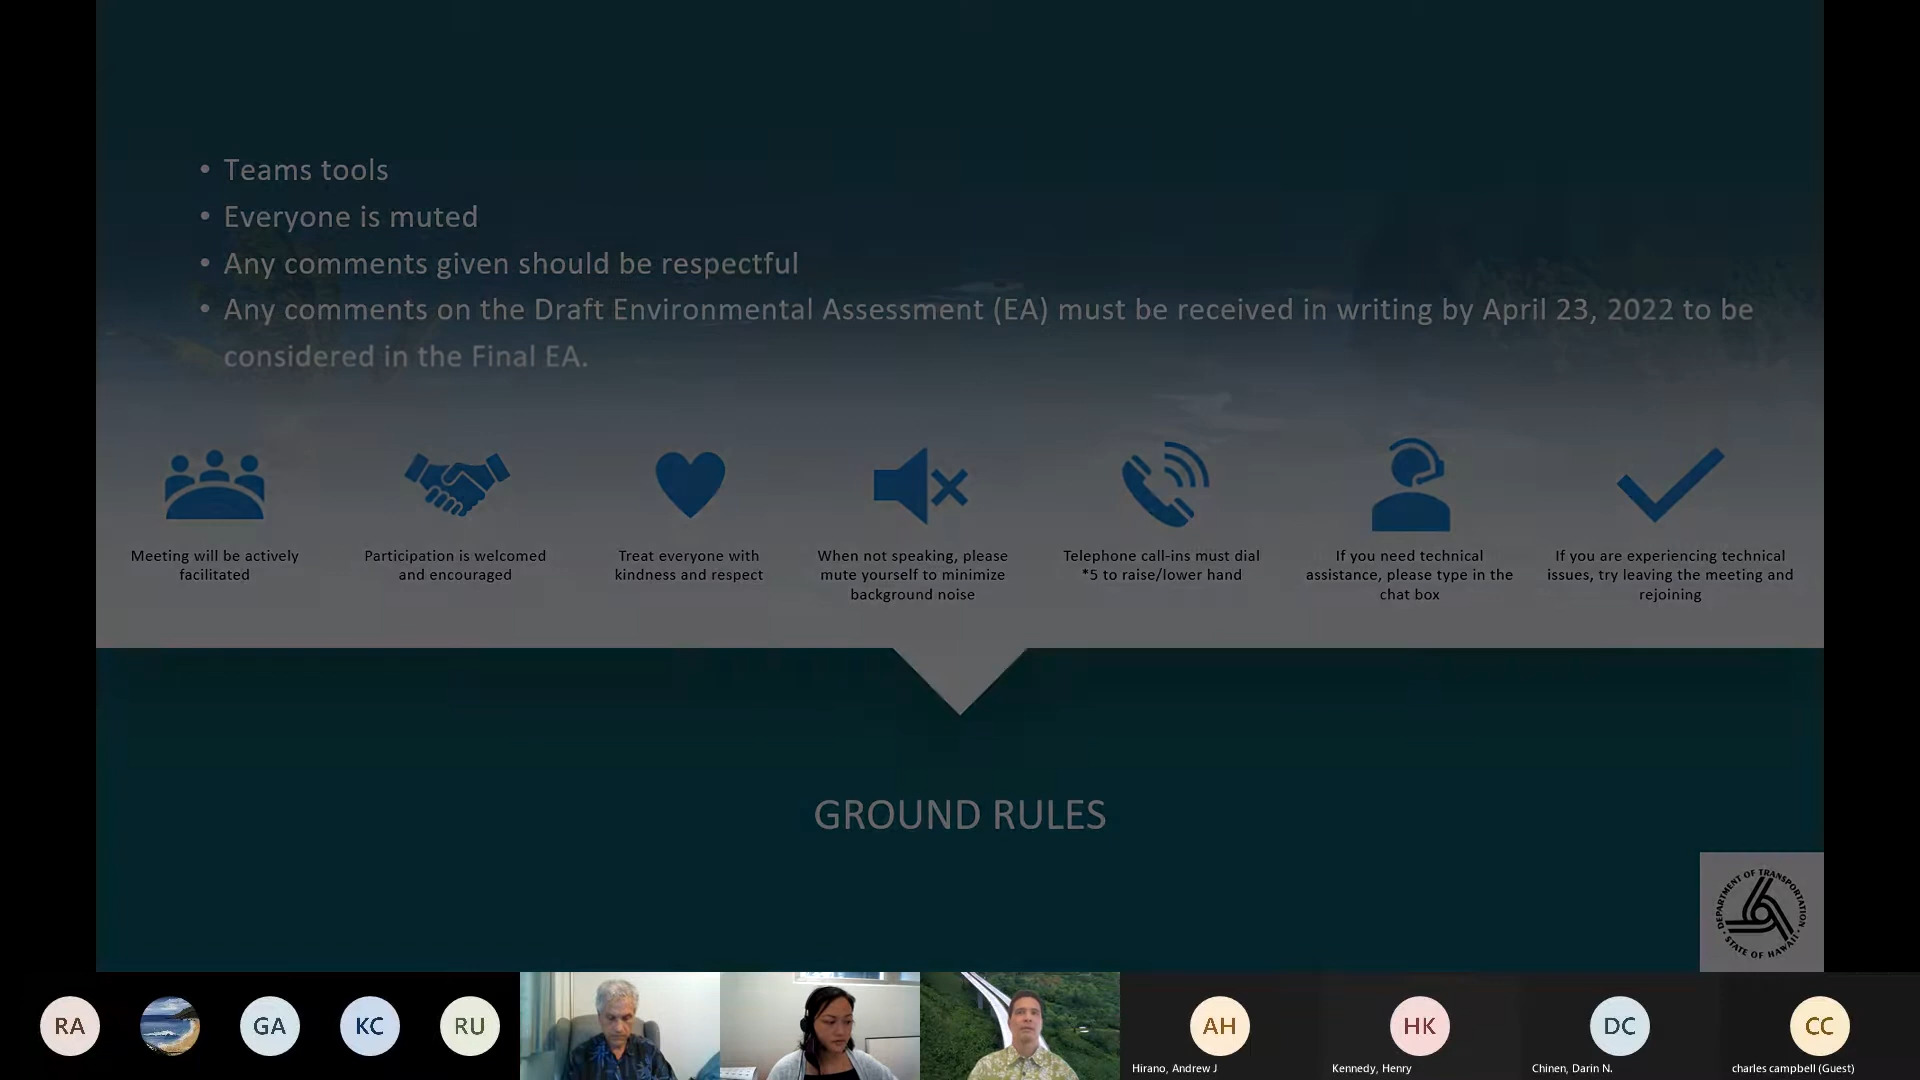 • Teams tools
• Everyone is muted
• Any comments given should be respectful
• Any comments on the Draft Environmental Assessment (EA) must be received in writing by April 23, 2022 to be
considered in the Final EA.
Meeting will be actively
facilitated
Participation is welcomed
and encouraged
Treat everyone with
kindness and respect
When not speaking, please
mute yourself to minimize
background noise
Telephone call-ins must dial
*5 to raise/lower hand
If you need technical
assistance, please type in the
chat box
If you are experiencing technical
issues, try leaving the meeting and
rejoining
GROUND RULES
DEPARTMENT OF TRANSPORTATION
STATE OF HAWAII
RA
GA
KC
RU
AH
Hirano, Andrew J
HK
Kennedy, Henry
DC
Chinen, Darin N.
CC
charles campbell (Guest)